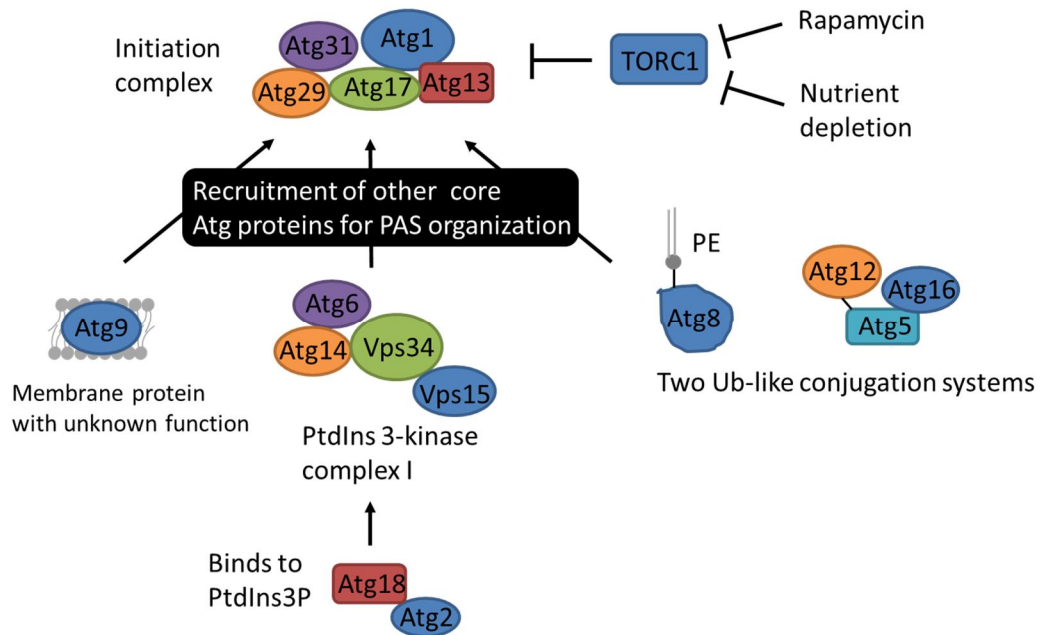 Initiation
complex
Atg31
Atg1
Atg29
Atg17
Atg13
TORC1
Rapamycin
Nutrient
depletion
Recruitment of other core
Atg proteins for PAS organization
Atg9
Membrane protein
with unknown function
Atg6
Atg14
Vps34
Vps15
PtdIns 3-kinase
complex I
PE
Atg8
Atg12
Atg16
Atg5
Two Ub-like conjugation systems
Binds to
PtdIns3P
Atg18
Atg2